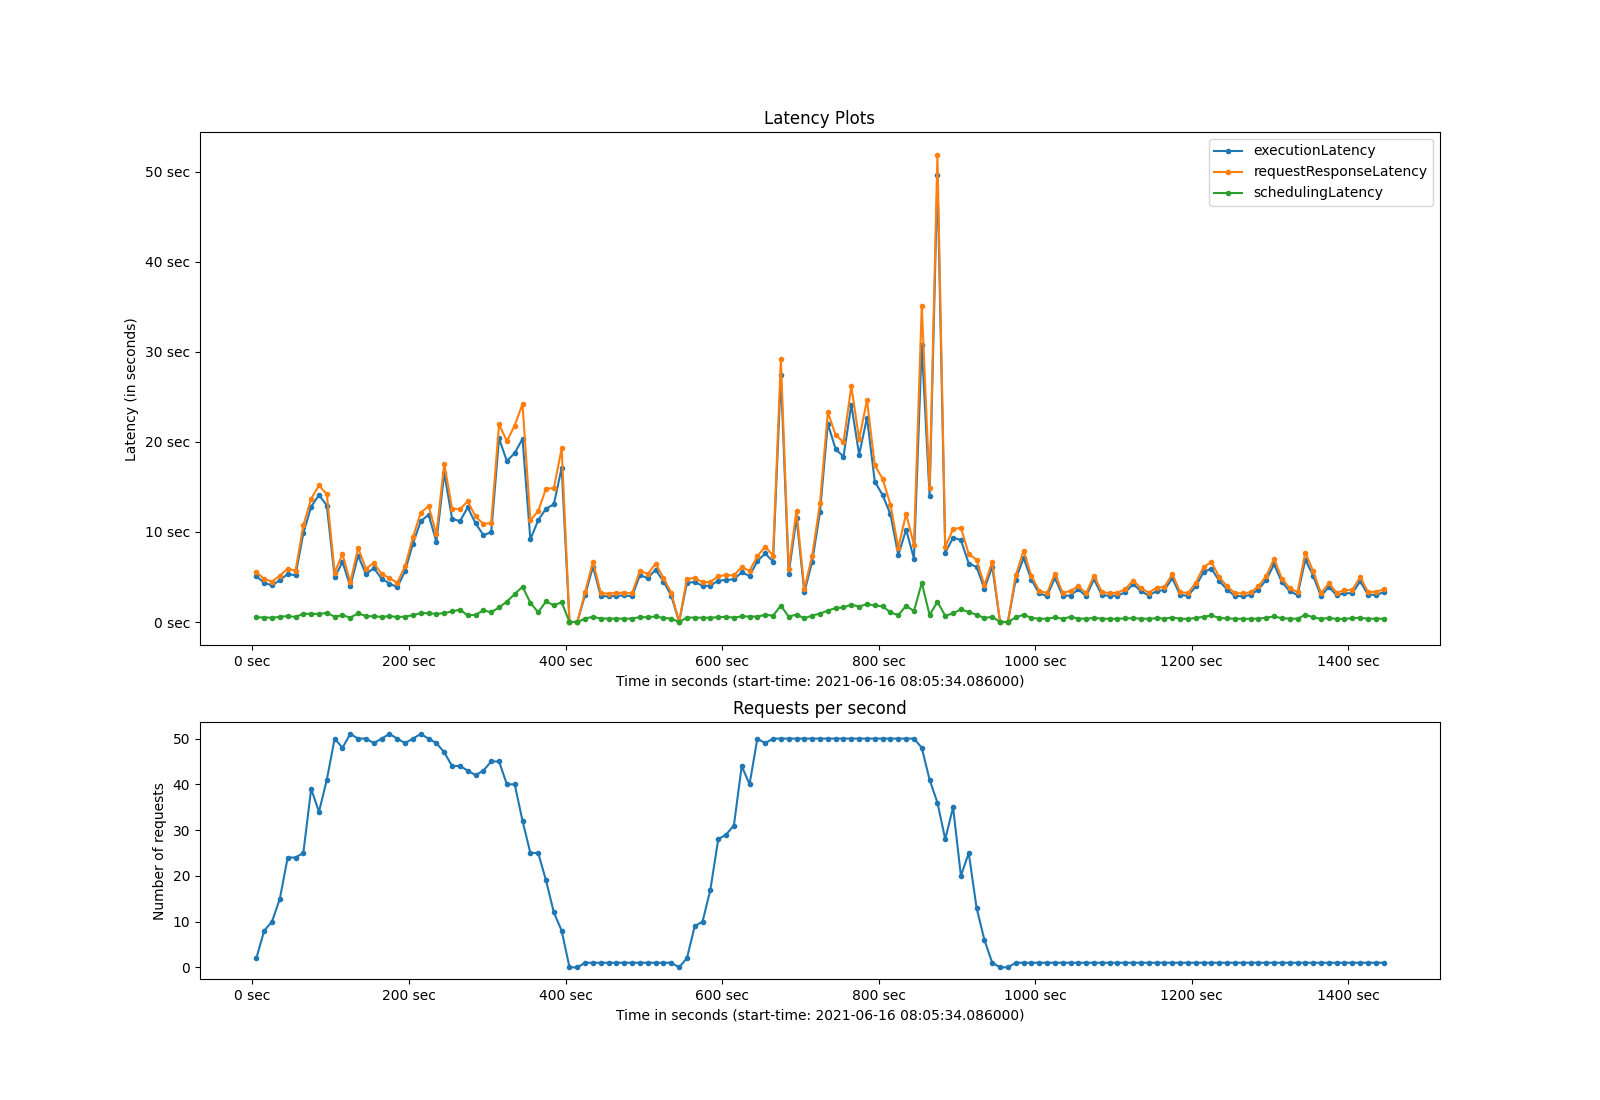 Latency Plots
50 sec
40 sec
30 sec
20 sec
10 sec
0 sec
Latency (in seconds)
executionLatency
requestResponseLatency
schedulingLatency
0 sec 200 sec 400 sec 600 sec 800 sec 1000 sec 1200 sec 1400 sec
Time in seconds (start-time: 2021-06-16 08:05:34.086000)
Requests per second
50
40
30
20
10
0
Number of requests
0 sec 200 sec 400 sec 600 sec 800 sec 1000 sec 1200 sec 1400 sec
Time in seconds (start-time: 2021-06-16 08:05:34.086000)